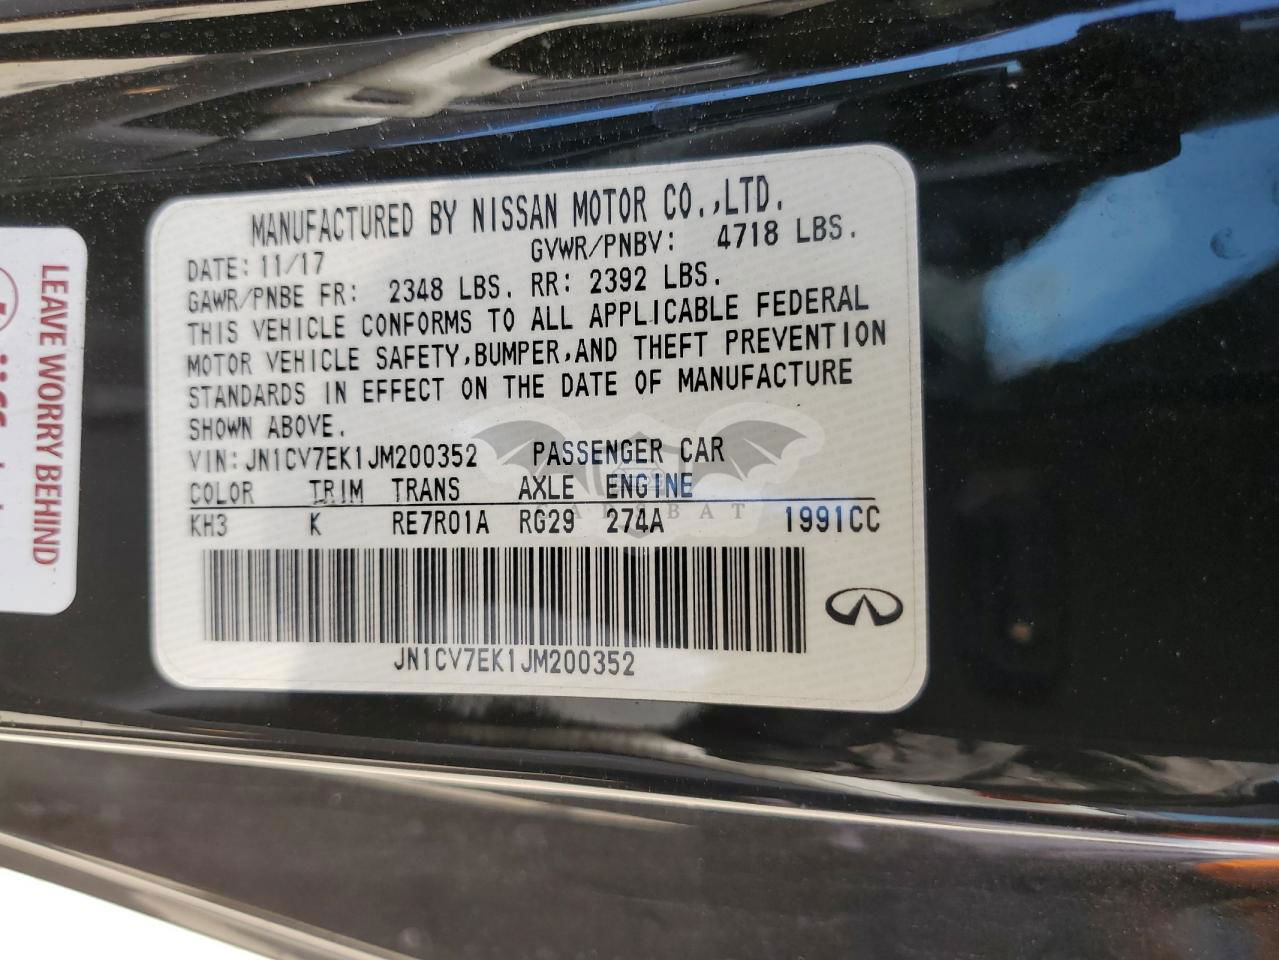 MANUFACTURED BY NISSAN MOTOR CO.,LTD.
DATE: 11/17 GVWR/PNBV: 4718 LBS.
GAWR/PNBE FR: 2348 LBS. RR: 2392 LBS.
THIS VEHICLE CONFORMS TO ALL APPLICABLE FEDERAL
MOTOR VEHICLE SAFETY,BUMPER,AND THEFT PREVENTION
STANDARDS IN EFFECT ON THE DATE OF MANUFACTURE
SHOWN ABOVE.
VIN:JN1CV7EK1JM200352 PASSENGER CAR
COLOR TRIM TRANS AXLE ENGINE
KH3 K RE7R01A RG29 274A 1991CC
JN1CV7EK1JM200352
LEAVE WORRY BEHIND